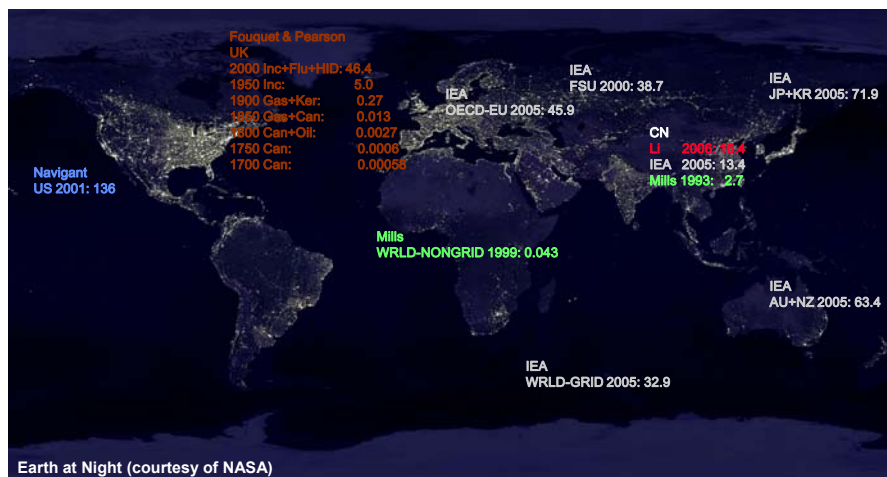 Fouquet & Pearson
UK
2000 Inc+Flu+HID: 46.4
1950 Inc: 5.0
1900 Gas+Ker: 0.27
1850 Gas+Can: 0.013
1800 Can+Oil: 0.0027
1750 Can: 0.0006
1700 Can: 0.00058
IEA
OECD-EU 2005: 45.9
IEA
FSU 2000: 38.7
IEA
JP+KR 2005: 71.9
CN
LI 2006:
IEA 2005: 13.4
Mills 1993: 2.7
Navigant
US 2001: 136
Mills
WRLD-NONGRID 1999: 0.043
IEA
AU+NZ 2005: 63.4
IEA
WRLD-GRID 2005: 32.9
Earth at Night (courtesy of NASA)